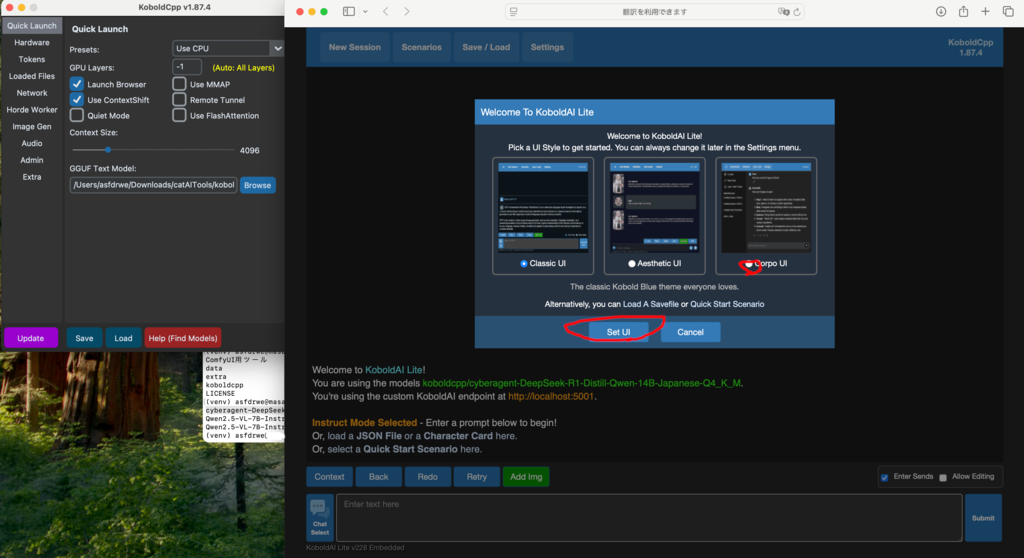 KoboldCpp v1.87.4
Quick Launch
Hardware
Tokens
Loaded Files
Network
Horde Worker
Image Gen
Audio
Admin
Extra
Quick Launch
Presets:
Use CPU
GPU Layers:
-1
(Auto: All Layers)
Launch Browser
Use MMAP
Use ContextShift
Remote Tunnel
Quiet Mode
Use FlashAttention
Context Size:
4096
GGUF Text Model:
/Users/asfdrwe/Downloads/catAITools/kobol
Browse
Update
Save
Load
Help (Find Models)
ComfyUI用ツール
data
extra
koboldcpp
LICENSE
(venv) asfdrwe@masa
cyberagent-DeepSeek
Qwen2.5-VL-7B-Instr
Qwen2.5-VL-7B-Instr
(venv) asfdrwe
翻訳を利用できます
New Session
Scenarios
Save / Load
Settings
KoboldCpp
1.87.4
Welcome To KoboldAI Lite
Welcome to KoboldAI Lite!
Pick a UI Style to get started. You can always change it later in the Settings menu.
Classic UI
Aesthetic UI
Corpo UI
The classic Kobold Blue theme everyone loves.
Alternatively, you can Load A Savefile or Quick Start Scenario
Set UI
Cancel
Welcome to KoboldAI Lite!
You are using the models koboldcpp/cyberagent-DeepSeek-R1-Distill-Qwen-14B-Japanese-Q4_K_M.
You're using the custom KoboldAI endpoint at http://localhost:5001.
Instruct Mode Selected - Enter a prompt below to begin!
Or, load a JSON File or a Character Card here.
Or, select a Quick Start Scenario here.
Context
Back
Redo
Retry
Add Img
Enter Sends
Allow Editing
Chat
Select
Enter text here
Submit
KoboldAI Lite v228 Embedded